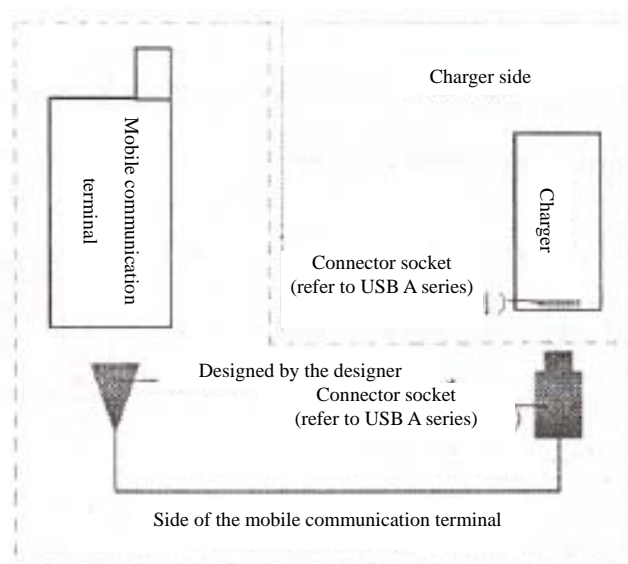 Charger side
Mobile communication
terminal
Charger
Connector socket
(refer to USB A series)
Designed by the designer
Connector socket
(refer to USB A series)
Side of the mobile communication terminal